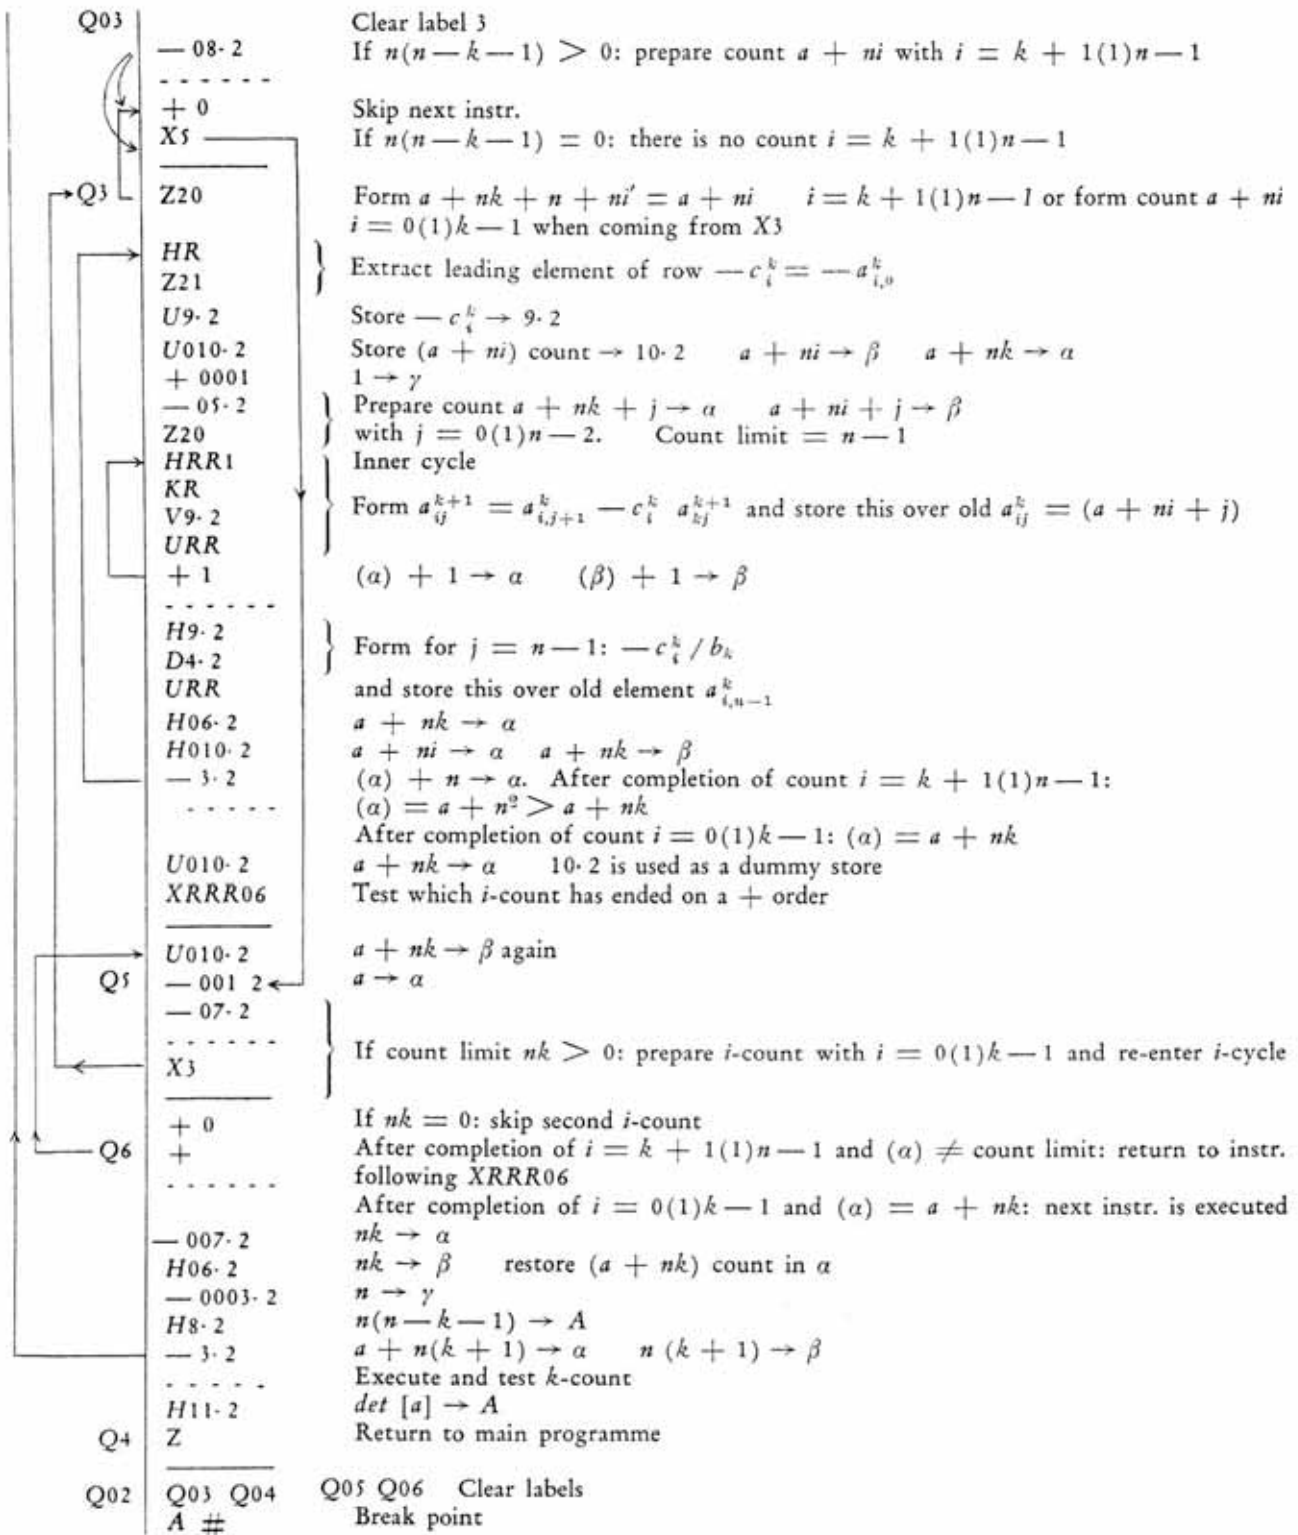 Q03 Clear label 3
— 08·2 If n(n — k — 1) > 0: prepare count a + ni with i = k + 1(1)n — 1
- - - - - -
+ 0 Skip next instr.
X5 If n(n — k — 1) = 0: there is no count i = k + 1(1)n — 1
Q3 Z20 Form a + nk + n + ni′ = a + ni i = k + 1(1)n — 1 or form count a + ni
i = 0(1)k — 1 when coming from X3
HR
Z21 } Extract leading element of row — c_i^k = — a_{i,0}^k
U9·2 Store — c_i^k → 9·2
U010·2 Store (a + ni) count → 10·2 a + ni → β a + nk → α
+ 0001 1 → γ
— 05·2 } Prepare count a + nk + j → α a + ni + j → β
Z20 with j = 0(1)n — 2. Count limit = n — 1
HRR1 } Inner cycle
KR
V9·2 Form a_{ij}^{k+1} = a_{i,j+1}^k — c_i^k a_{kj}^{k+1} and store this over old a_{ij}^k = (a + ni + j)
URR
+ 1 (α) + 1 → α (β) + 1 → β
- - - - - -
H9·2 } Form for j = n — 1: — c_i^k / b_k
D4·2
URR and store this over old element a_{i,n—1}^k
H06·2 a + nk → α
H010·2 a + ni → α a + nk → β
— 3·2 (α) + n → α. After completion of count i = k + 1(1)n — 1:
- - - - - (α) = a + n² > a + nk
After completion of count i = 0(1)k — 1: (α) = a + nk
U010·2 a + nk → α 10·2 is used as a dummy store
XRRR06 Test which i-count has ended on a + order
U010·2 a + nk → β again
Q5 — 001 2 a → α
— 07·2
- - - - - -
X3 } If count limit nk > 0: prepare i-count with i = 0(1)k — 1 and re-enter i-cycle
+ 0 If nk = 0: skip second i-count
Q6 + After completion of i = k + 1(1)n — 1 and (α) ≠ count limit: return to instr.
- - - - - - following XRRR06
After completion of i = 0(1)k — 1 and (α) = a + nk: next instr. is executed
— 007·2 nk → α
H06·2 nk → β restore (a + nk) count in α
— 0003·2 n → γ
H8·2 n(n — k — 1) → A
— 3·2 a + n(k + 1) → α n (k + 1) → β
- - - - - Execute and test k-count
H11·2 det [a] → A
Q4 Z Return to main programme
Q02 Q03 Q04 Q05 Q06 Clear labels
A # Break point